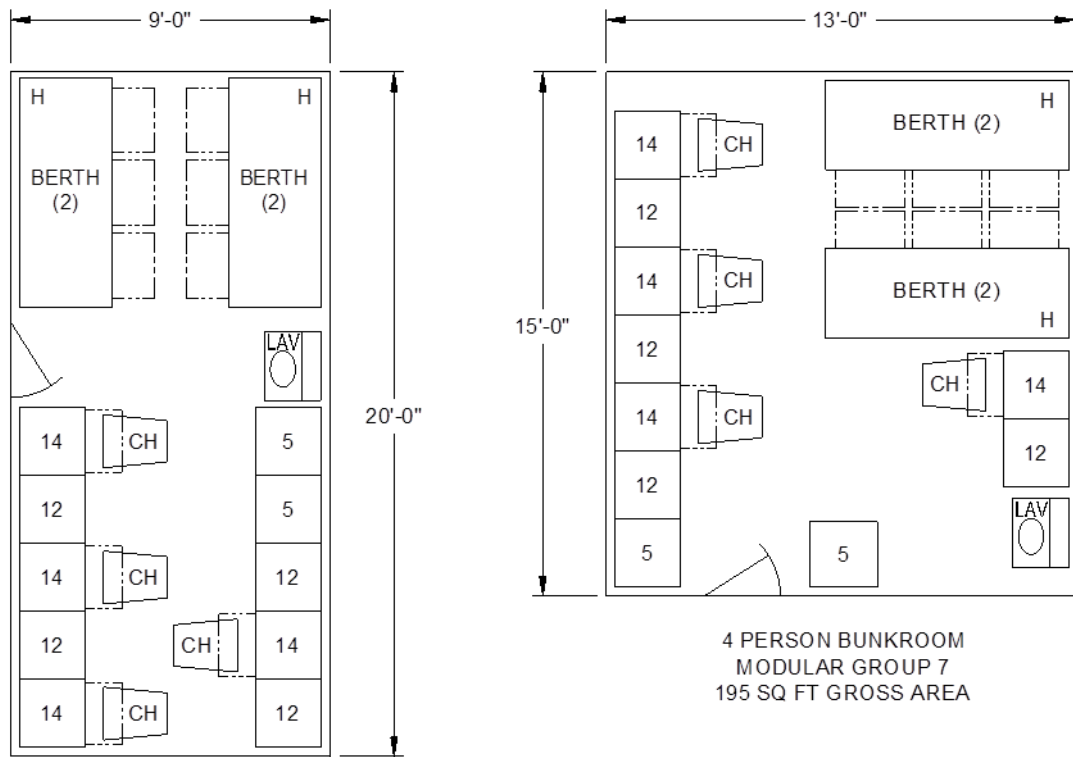 9'-0"
H
H
BERTH
(2)
BERTH
(2)
LAV
20'-0"
14
CH
5
12
5
14
CH
12
12
CH
14
14
CH
12
13'-0"
H
BERTH (2)
14
CH
12
14
CH
BERTH (2)
H
15'-0"
12
CH
14
14
CH
12
12
LAV
5
5
4 PERSON BUNKROOM
MODULAR GROUP 7
195 SQ FT GROSS AREA